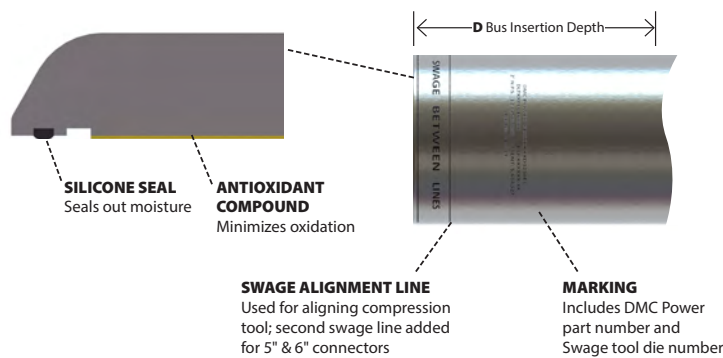 D Bus Insertion Depth
SWAGE BETWEEN LINES
SILICONE SEAL
Seals out moisture
ANTIOXIDANT
COMPOUND
Minimizes oxidation
SWAGE ALIGNMENT LINE
Used for aligning compression
tool; second swage line added
for 5" & 6" connectors
MARKING
Includes DMC Power
part number and
Swage tool die number